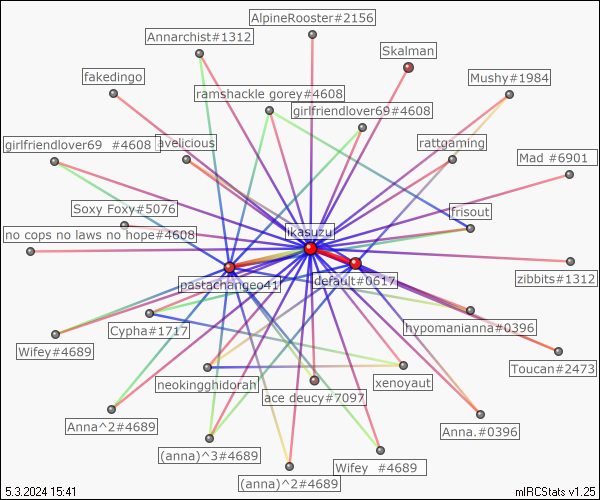 AlpineRooster#2156
Annarchist#1312
Skalman
fakedingo
Mushy#1984
ramshackle gorey#4608
girlfriendlover69#4608
girlfriendlover69 #4608
avelicious
rattgaming
Mad #6901
Soxy Foxy#5076
frisout
no cops no laws no hope#4608
ikasuzu
zibbits#1312
pastachangeo41
default#0617
Cypha#1717
hypomanianna#0396
Wifey#4689
Toucan#2473
neokingghidorah
xenoyaut
ace deucy#7097
Anna^2#4689
Anna.#0396
(anna)^3#4689
Wifey #4689
(anna)^2#4689
5.3.2024 15:41
mIRCStats v1.25